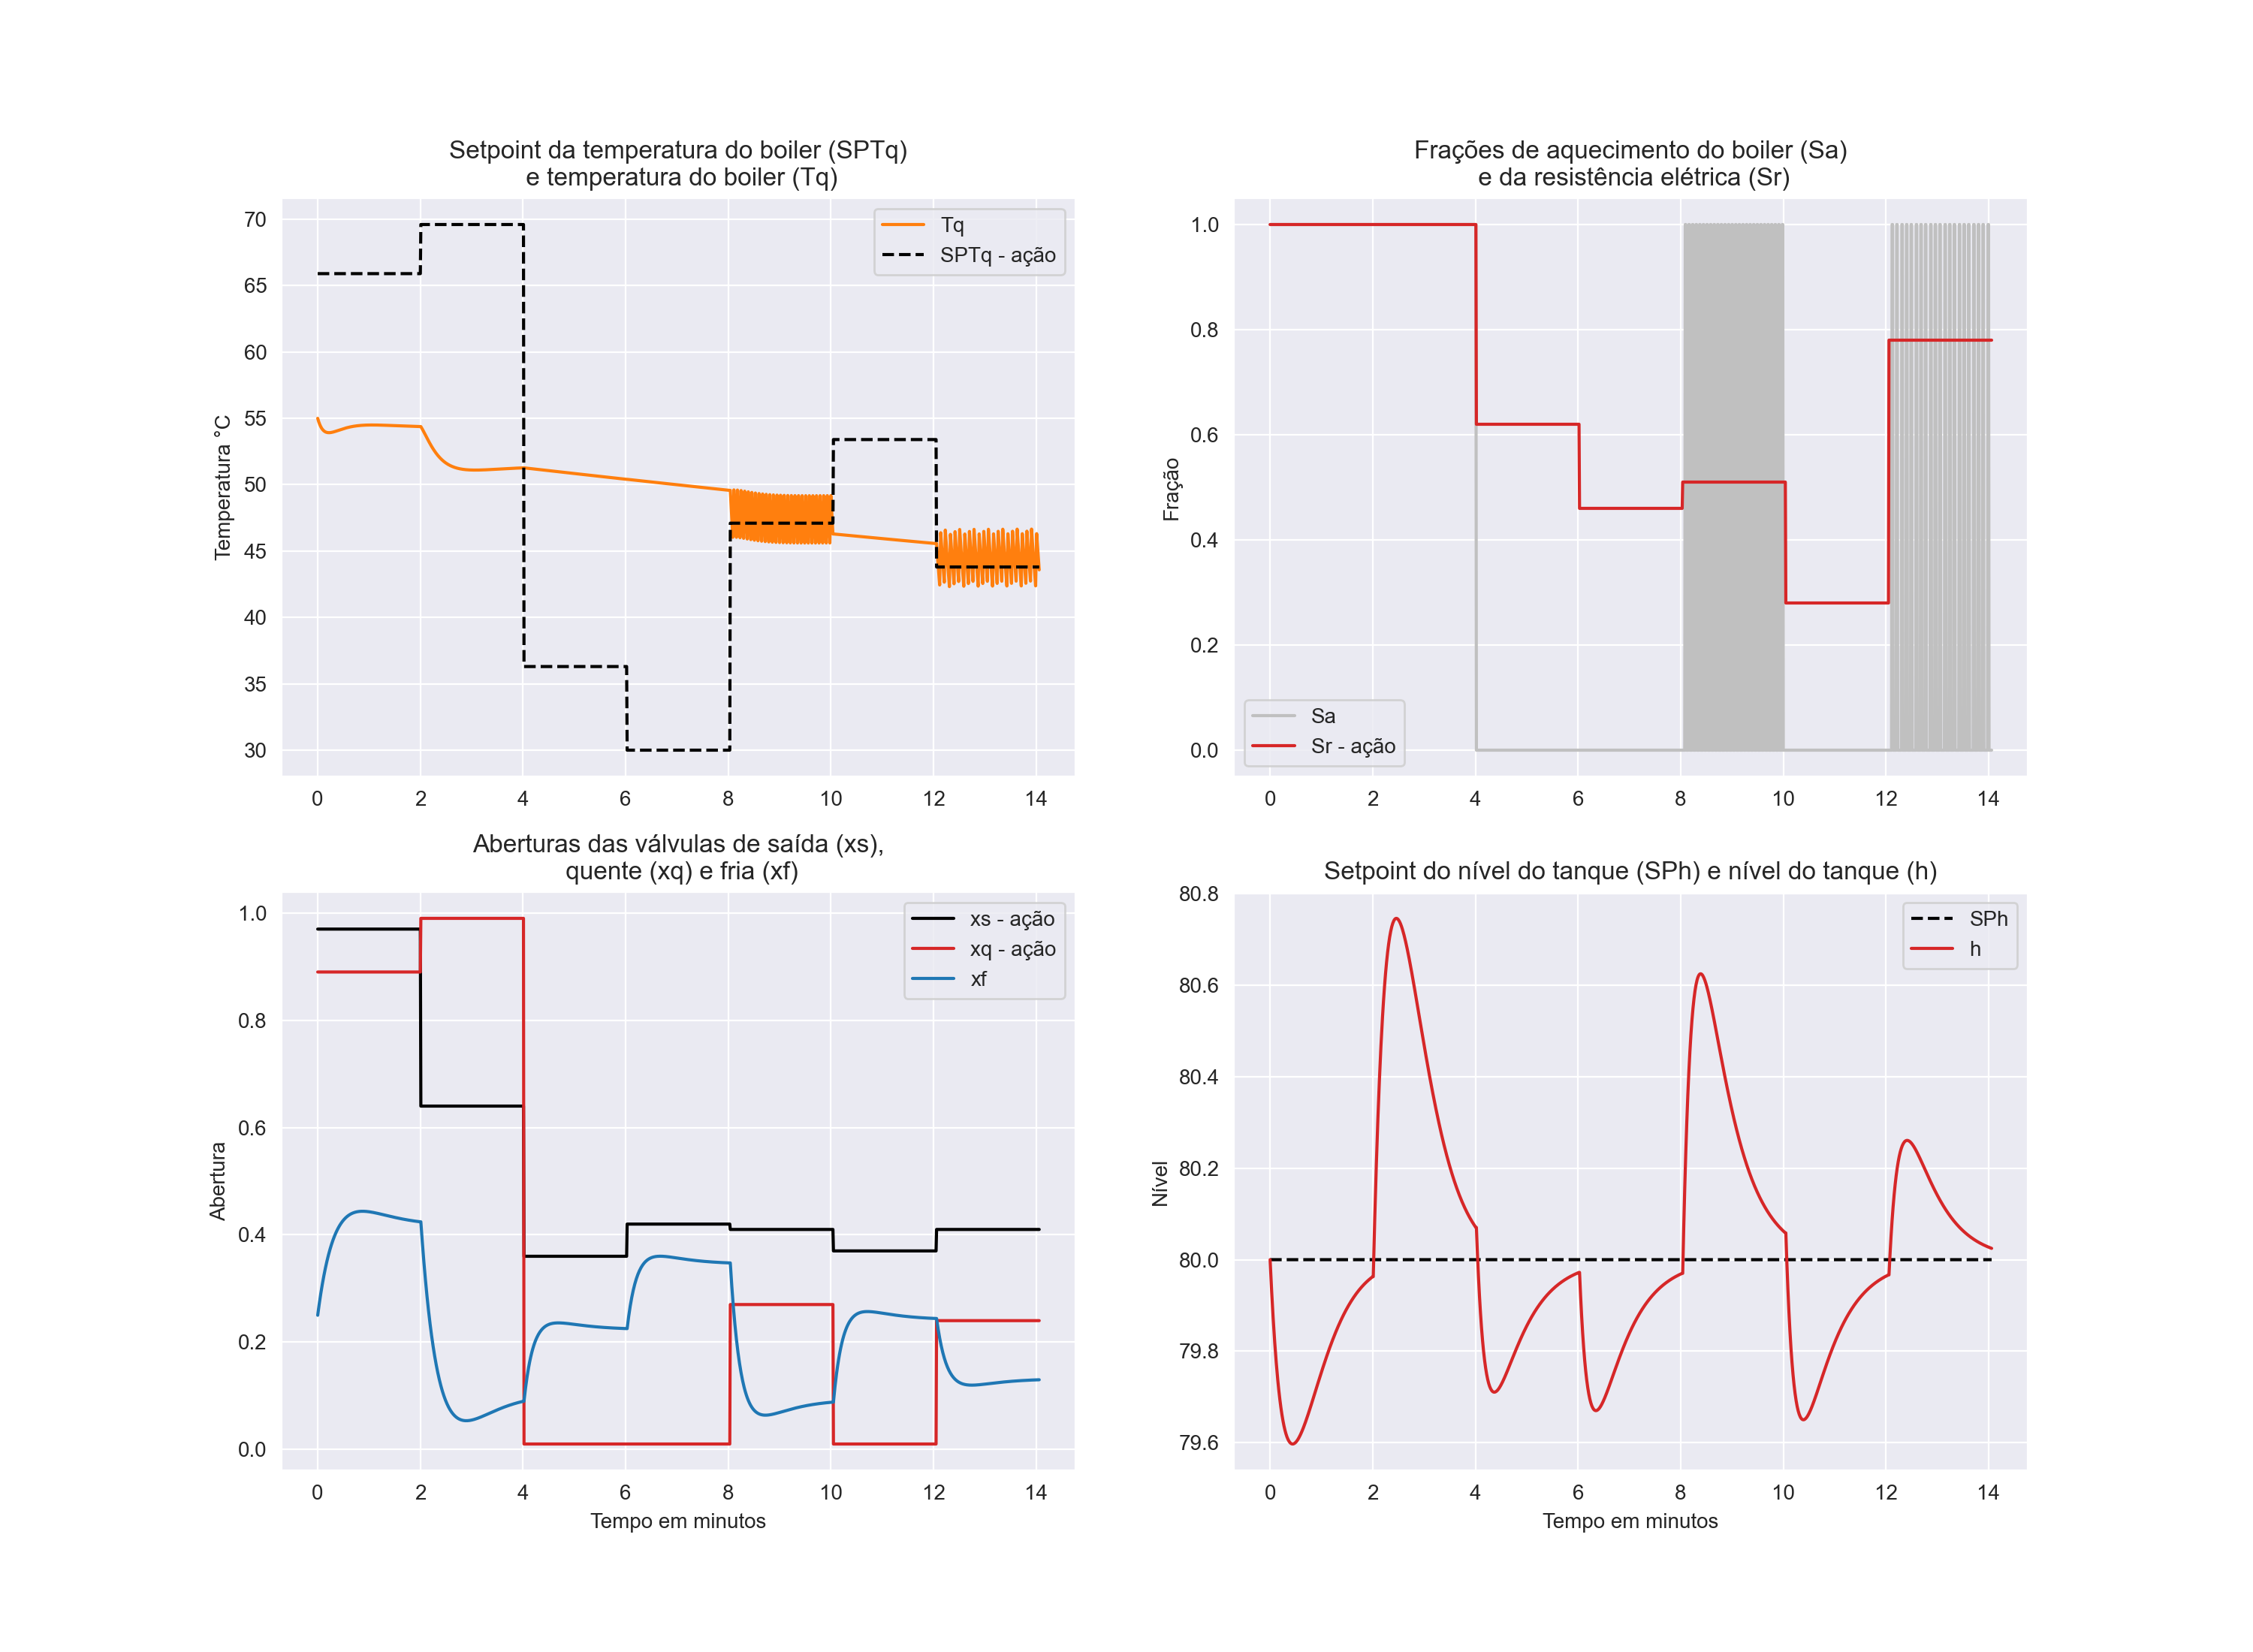 Setpoint da temperatura do boiler (SPTq)
e temperatura do boiler (Tq)
Temperatura °C
70
65
60
55
50
45
40
35
30
0 2 4 6 8 10 12 14
Tq
SPTq - ação
Frações de aquecimento do boiler (Sa)
e da resistência elétrica (Sr)
Fração
1.0
0.8
0.6
0.4
0.2
0.0
0 2 4 6 8 10 12 14
Sa
Sr - ação
Aberturas das válvulas de saída (xs),
quente (xq) e fria (xf)
Abertura
1.0
0.8
0.6
0.4
0.2
0.0
0 2 4 6 8 10 12 14
Tempo em minutos
xs - ação
xq - ação
xf
Setpoint do nível do tanque (SPh) e nível do tanque (h)
Nível
80.8
80.6
80.4
80.2
80.0
79.8
79.6
0 2 4 6 8 10 12 14
Tempo em minutos
SPh
h